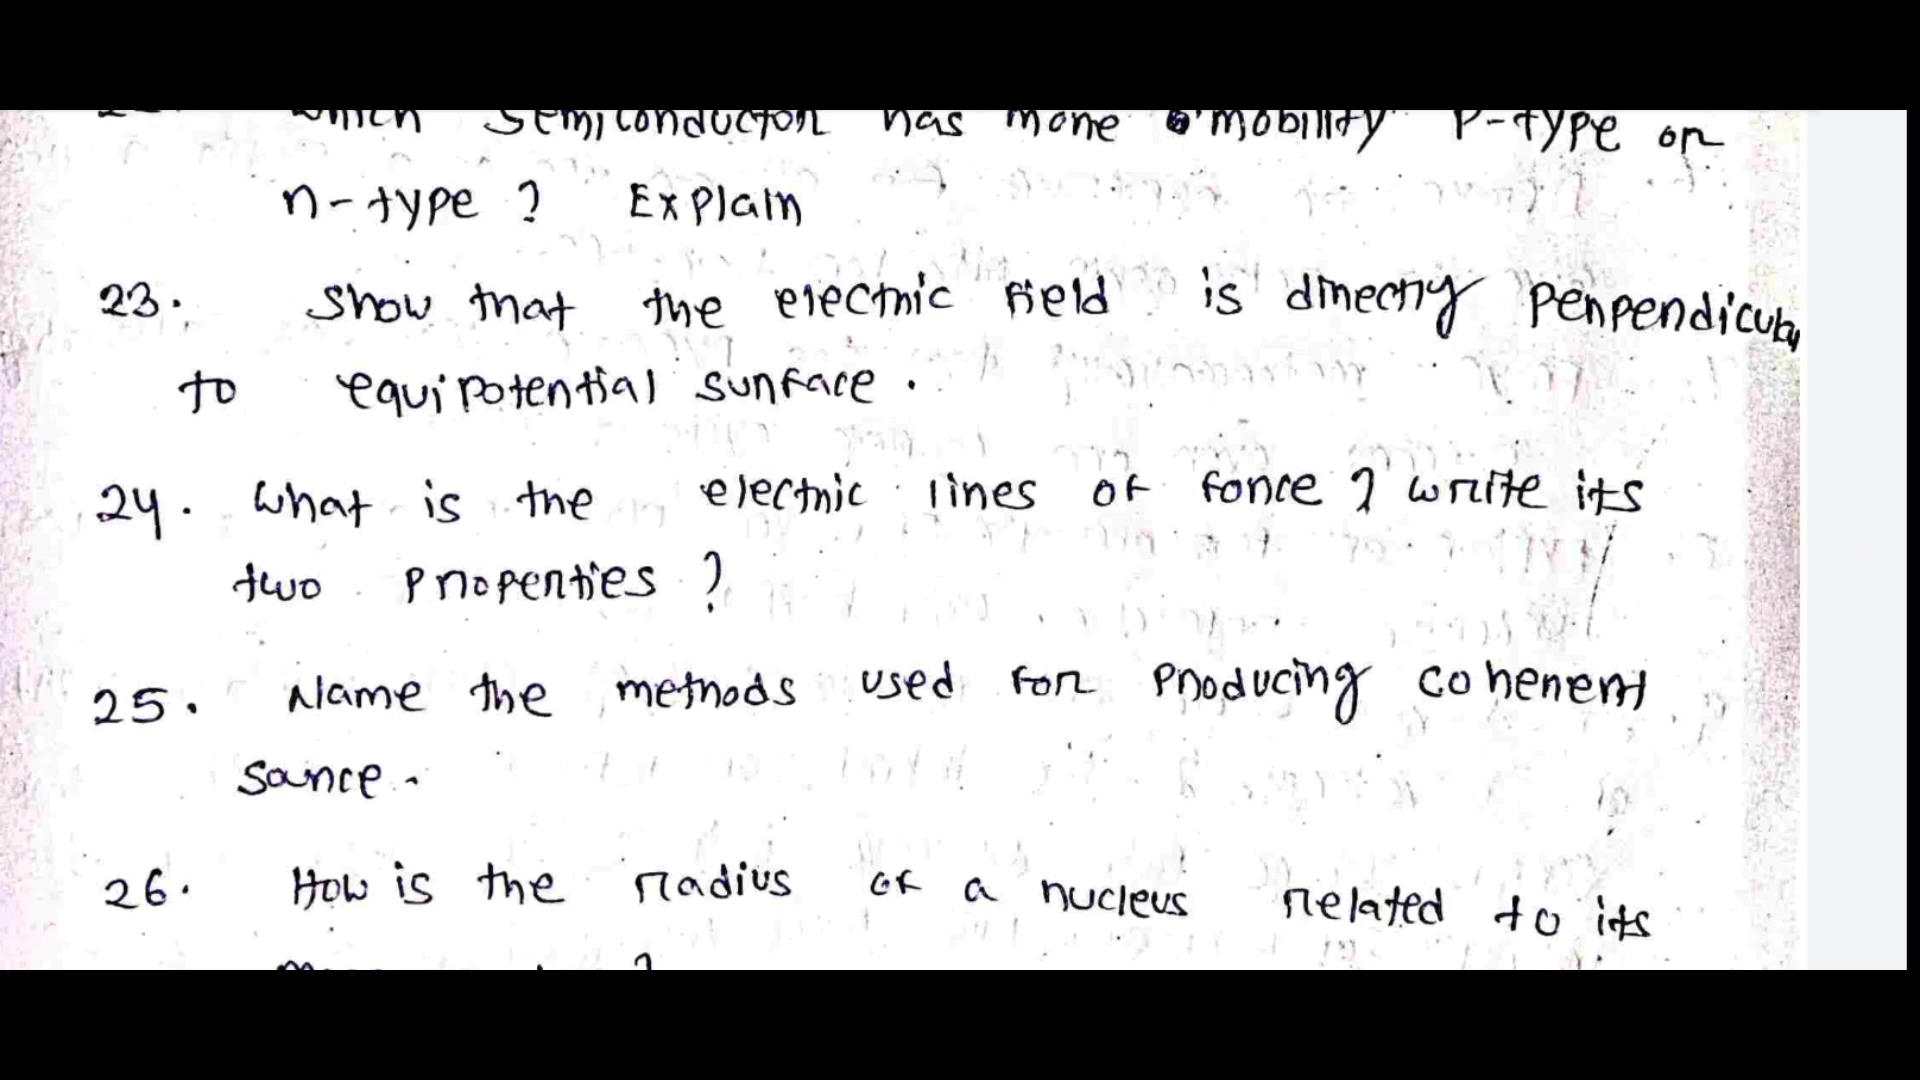 which semiconductor has more mobility P-type or
n-type ? Explain
23. Show that the electric field is directly perpendicular
to equipotential surface.
24. What is the electric lines of force ? write its
two properties ?
25. Name the methods used for producing coherent
source.
26. How is the radius of a nucleus related to its